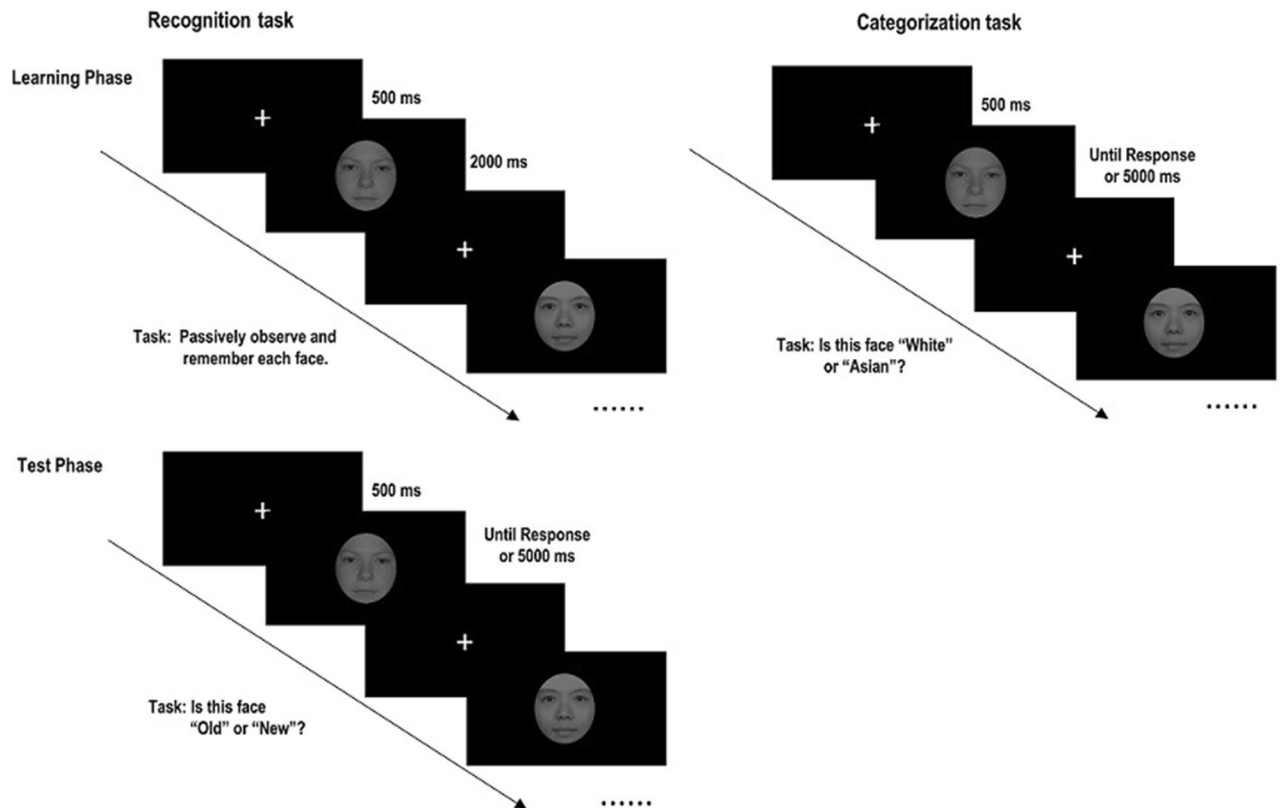 Recognition task
Categorization task
Learning Phase
500 ms
2000 ms
Task: Passively observe and
remember each face.
......
500 ms
Until Response
or 5000 ms
Task: Is this face “White”
or “Asian”?
......
Test Phase
500 ms
Until Response
or 5000 ms
Task: Is this face
“Old” or “New”?
......